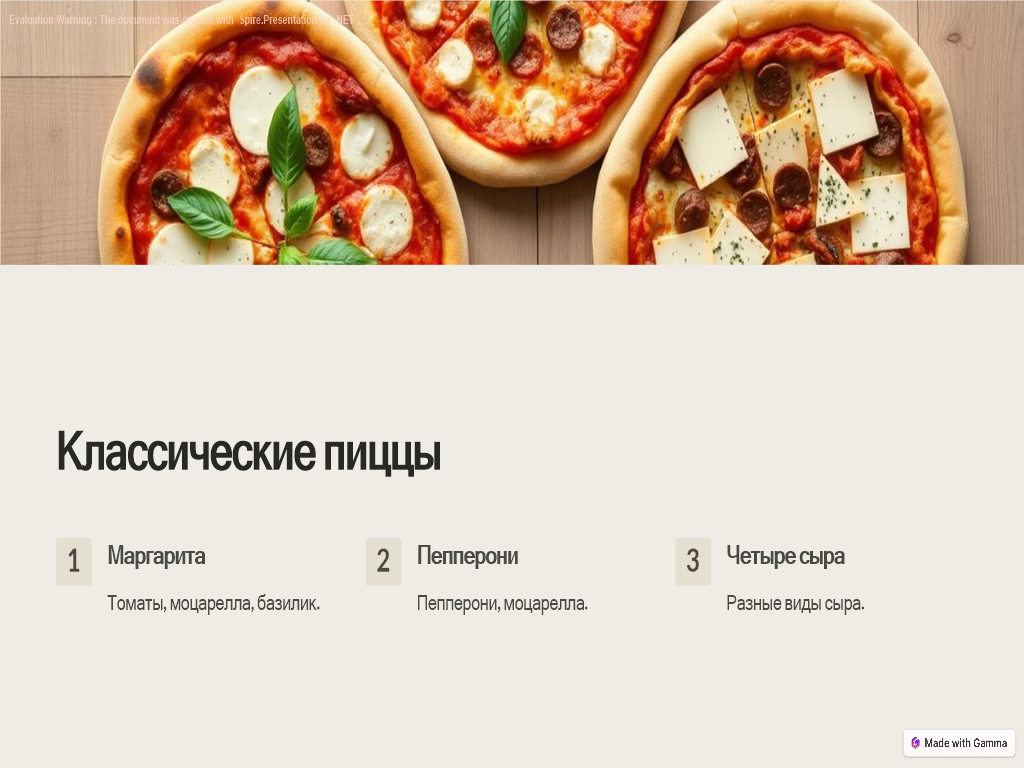 Evaluation Warning : The document was created with Spire.Presentation for .NET
Классические пиццы
1
Маргарита
Томаты, моцарелла, базилик.
2
Пепперони
Пепперони, моцарелла.
3
Четыре сыра
Разные виды сыра.
Made with Gamma